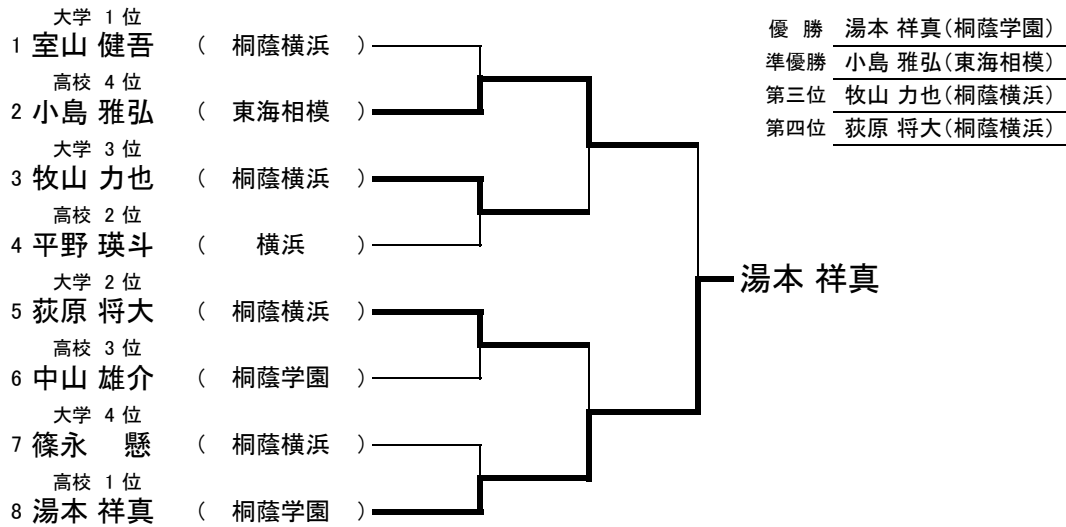 大学 1 位
1 室山 健吾 ( 桐蔭横浜 )
高校 4 位
2 小島 雅弘 ( 東海相模 )
大学 3 位
3 牧山 力也 ( 桐蔭横浜 )
高校 2 位
4 平野 瑛斗 ( 横浜 )
大学 2 位
5 荻原 将大 ( 桐蔭横浜 )
高校 3 位
6 中山 雄介 ( 桐蔭学園 )
大学 4 位
7 篠永 懸 ( 桐蔭横浜 )
高校 1 位
8 湯本 祥真 ( 桐蔭学園 )
湯本 祥真
優 勝 湯本 祥真(桐蔭学園)
準優勝 小島 雅弘(東海相模)
第三位 牧山 力也(桐蔭横浜)
第四位 荻原 将大(桐蔭横浜)